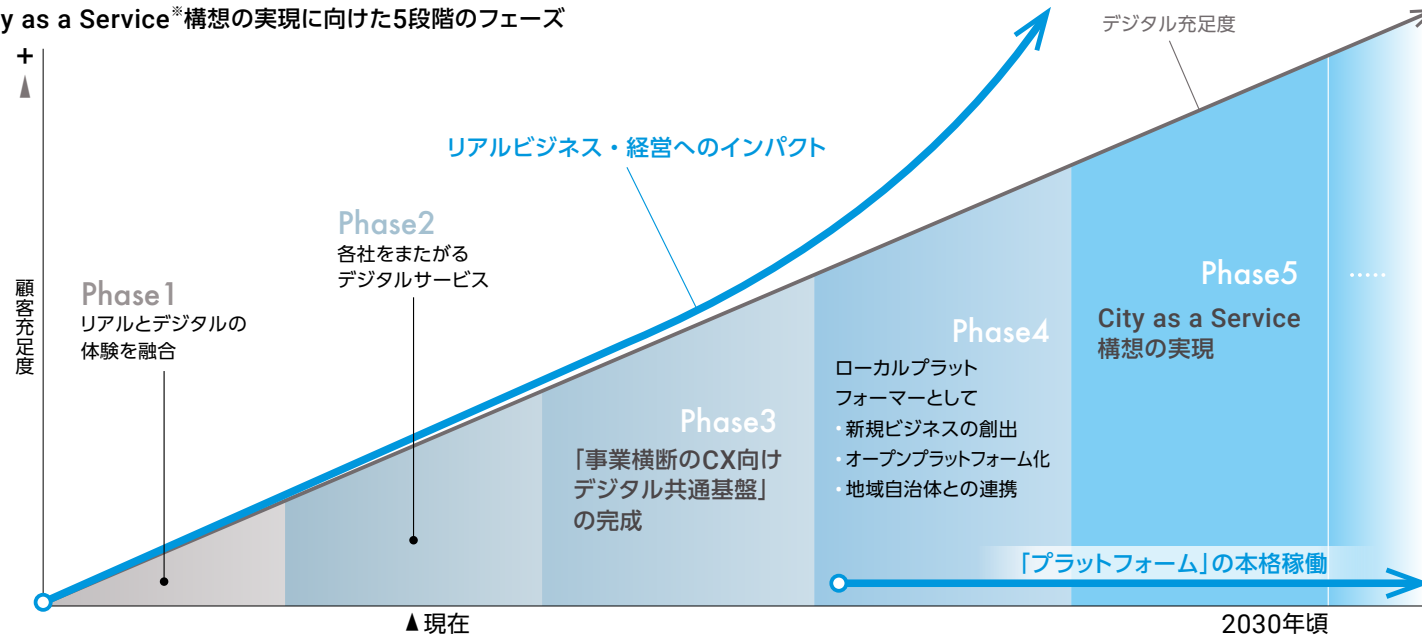 y as a Service※構想の実現に向けた5段階のフェーズ
+
デジタル充足度
リアルビジネス・経営へのインパクト
顧客充足度
Phase1
リアルとデジタルの
体験を融合
Phase2
各社をまたがる
デジタルサービス
Phase3
「事業横断のCX向け
デジタル共通基盤」
の完成
Phase4
ローカルプラット
フォーマーとして
・新規ビジネスの創出
・オープンプラットフォーム化
・地域自治体との連携
Phase5
City as a Service
構想の実現
·····
「プラットフォーム」の本格稼働
▲現在
2030年頃